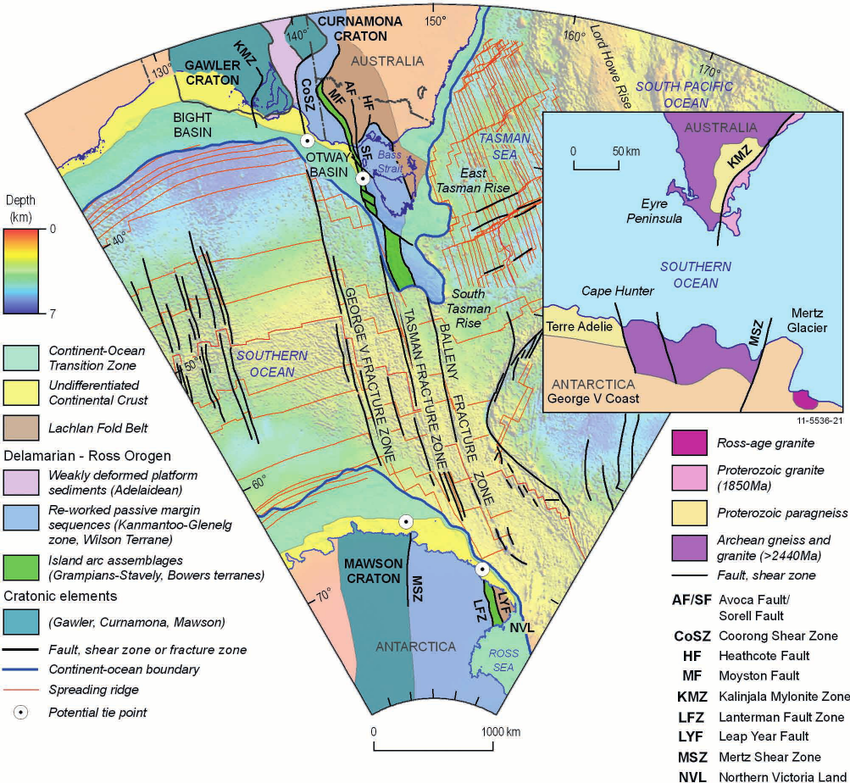 CURNAMONA
CRATON
150°
140°
160°
130°
170°
KMZ
GAWLER
CRATON
AUSTRALIA
Lord Howe Rise
SOUTH PACIFIC
OCEAN
CoSZ
MF
AF
HF
SF
BIGHT
BASIN
OTWAY
BASIN
Bass
Strait
TASMAN
SEA
East
Tasman Rise
South
Tasman
Rise
40°
50°
60°
70°
SOUTHERN
OCEAN
GEORGE V FRACTURE ZONE
TASMAN FRACTURE ZONE
BALLENY FRACTURE ZONE
MAWSON
CRATON
MSZ
ANTARCTICA
LFZ
LYF
NVL
ROSS
SEA
0 1000 km
AUSTRALIA
0 50 km
KMZ
Eyre
Peninsula
SOUTHERN
OCEAN
Cape Hunter
Mertz
Glacier
MSZ
Terre Adelie
ANTARCTICA
George V Coast
11-5536-21
Depth
(km)
0
7
Continent-Ocean
Transition Zone
Undifferentiated
Continental Crust
Lachlan Fold Belt
Delamarian - Ross Orogen
Weakly deformed platform
sediments (Adelaidean)
Re-worked passive margin
sequences (Kanmantoo-Glenelg
zone, Wilson Terrane)
Island arc assemblages
(Grampians-Stavely, Bowers terranes)
Cratonic elements
(Gawler, Curnamona, Mawson)
Fault, shear zone or fracture zone
Continent-ocean boundary
Spreading ridge
Potential tie point
Ross-age granite
Proterozoic granite
(1850Ma)
Proterozoic paragneiss
Archean gneiss and
granite (>2440Ma)
Fault, shear zone
AF/SF Avoca Fault/
Sorell Fault
CoSZ Coorong Shear Zone
HF Heathcote Fault
MF Moyston Fault
KMZ Kalinjala Mylonite Zone
LFZ Lanterman Fault Zone
LYF Leap Year Fault
MSZ Mertz Shear Zone
NVL Northern Victoria Land